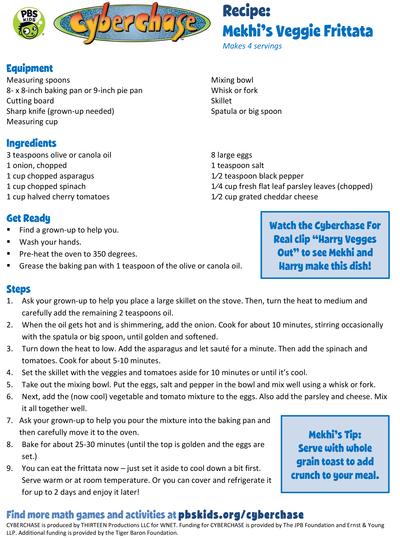 PBS
KIDS
Cyberchase
Recipe:
Mekhi's Veggie Frittata
Makes 4 servings
Equipment
Measuring spoons
8- x 8-inch baking pan or 9-inch pie pan
Cutting board
Sharp knife (grown-up needed)
Measuring cup
Mixing bowl
Whisk or fork
Skillet
Spatula or big spoon
Ingredients
3 teaspoons olive or canola oil
1 onion, chopped
1 cup chopped asparagus
1 cup chopped spinach
1 cup halved cherry tomatoes
8 large eggs
1 teaspoon salt
1/2 teaspoon black pepper
1/4 cup fresh flat leaf parsley leaves (chopped)
1/2 cup grated cheddar cheese
Get Ready
▪ Find a grown-up to help you.
▪ Wash your hands.
▪ Pre-heat the oven to 350 degrees.
▪ Grease the baking pan with 1 teaspoon of the olive or canola oil.
Watch the Cyberchase For
Real clip "Harry Vegges
Out" to see Mekhi and
Harry make this dish!
Steps
1. Ask your grown-up to help you place a large skillet on the stove. Then, turn the heat to medium and
carefully add the remaining 2 teaspoons oil.
2. When the oil gets hot and is shimmering, add the onion. Cook for about 10 minutes, stirring occasionally
with the spatula or big spoon, until golden and softened.
3. Turn down the heat to low. Add the asparagus and let sauté for a minute. Then add the spinach and
tomatoes. Cook for about 5-10 minutes.
4. Set the skillet with the veggies and tomatoes aside for 10 minutes or until it's cool.
5. Take out the mixing bowl. Put the eggs, salt and pepper in the bowl and mix well using a whisk or fork.
6. Next, add the (now cool) vegetable and tomato mixture to the eggs. Also add the parsley and cheese. Mix
it all together well.
7. Ask your grown-up to help you pour the mixture into the baking pan and
then carefully move it to the oven.
8. Bake for about 25-30 minutes (until the top is golden and the eggs are
set.)
9. You can eat the frittata now – just set it aside to cool down a bit first.
Serve warm or at room temperature. Or you can cover and refrigerate it
for up to 2 days and enjoy it later!
Mekhi's Tip:
Serve with whole
grain toast to add
crunch to your meal.
Find more math games and activities at pbskids.org/cyberchase
CYBERCHASE is produced by THIRTEEN Productions LLC for WNET. Funding for CYBERCHASE is provided by The JPB Foundation and Ernst & Young
LLP. Additional funding is provided by the Tiger Baron Foundation.